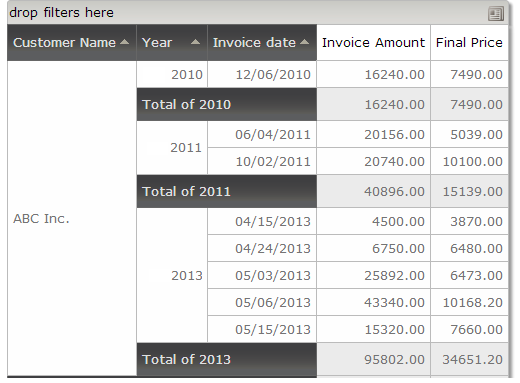 drop filters here
Customer Name Year Invoice date Invoice Amount Final Price
2010 12/06/2010 16240.00 7490.00
Total of 2010 16240.00 7490.00
06/04/2011 20156.00 5039.00
2011
10/02/2011 20740.00 10100.00
Total of 2011 40896.00 15139.00
ABC Inc.
04/15/2013 4500.00 3870.00
04/24/2013 6750.00 6480.00
2013 05/03/2013 25892.00 6473.00
05/06/2013 43340.00 10168.20
05/15/2013 15320.00 7660.00
Total of 2013 95802.00 34651.20